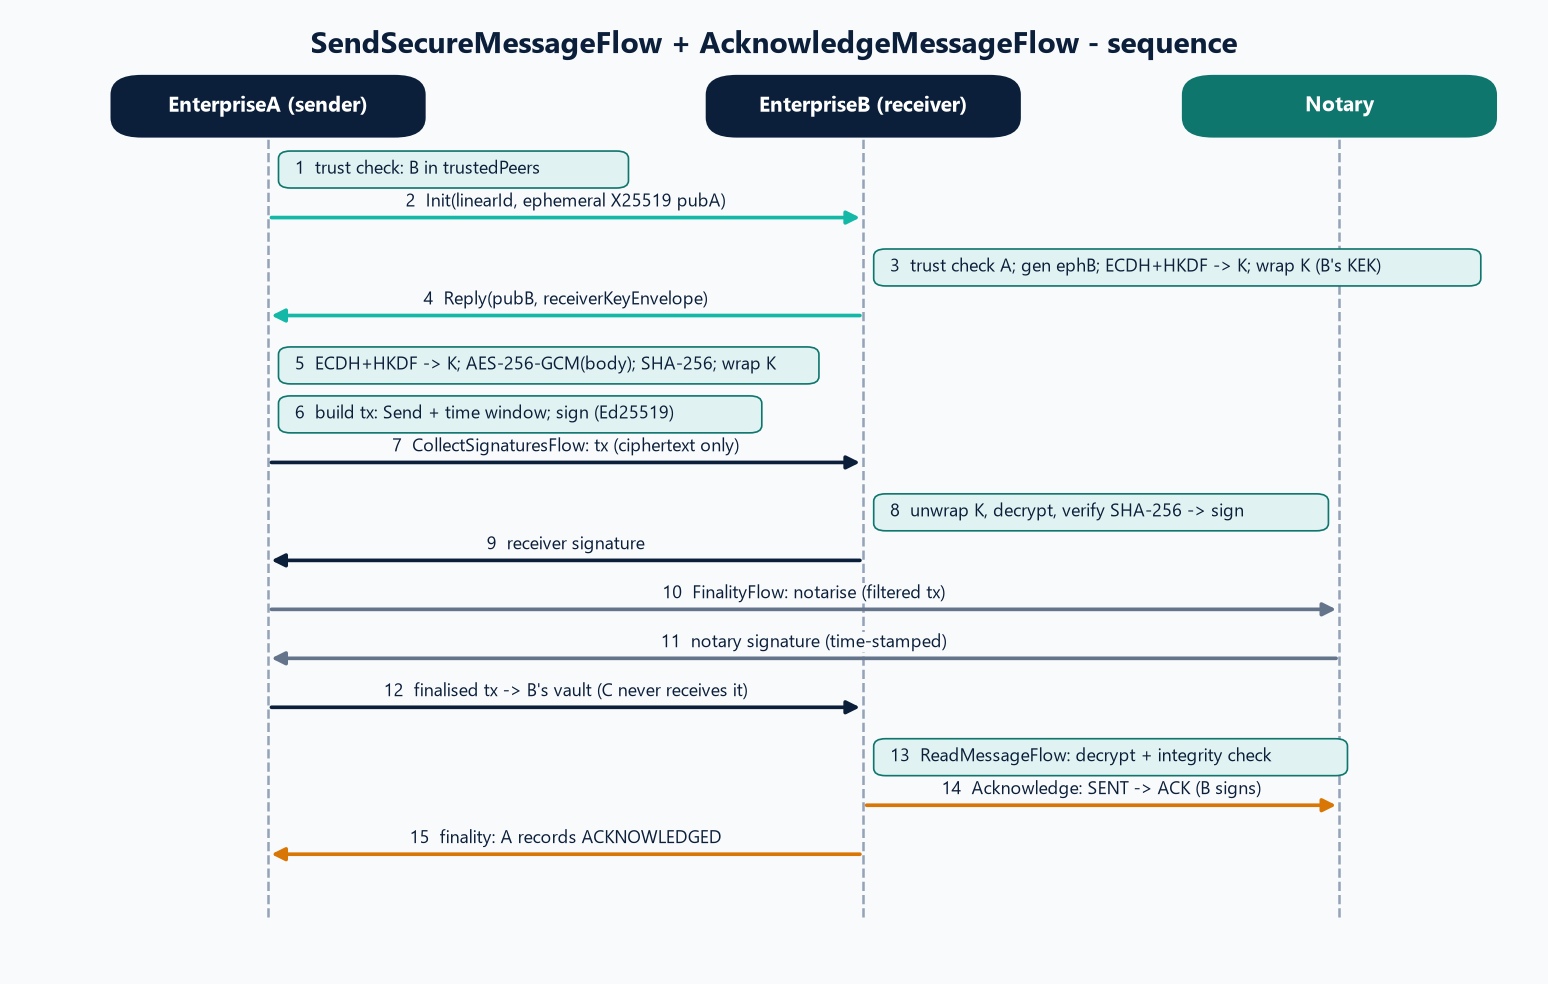 SendSecureMessageFlow + AcknowledgeMessageFlow - sequence
EnterpriseA (sender)
EnterpriseB (receiver)
Notary
1 trust check: B in trustedPeers
2 Init(linearId, ephemeral X25519 pubA)
3 trust check A; gen ephB; ECDH+HKDF -> K; wrap K (B's KEK)
4 Reply(pubB, receiverKeyEnvelope)
5 ECDH+HKDF -> K; AES-256-GCM(body); SHA-256; wrap K
6 build tx: Send + time window; sign (Ed25519)
7 CollectSignaturesFlow: tx (ciphertext only)
8 unwrap K, decrypt, verify SHA-256 -> sign
9 receiver signature
10 FinalityFlow: notarise (filtered tx)
11 notary signature (time-stamped)
12 finalised tx -> B's vault (C never receives it)
13 ReadMessageFlow: decrypt + integrity check
14 Acknowledge: SENT -> ACK (B signs)
15 finality: A records ACKNOWLEDGED